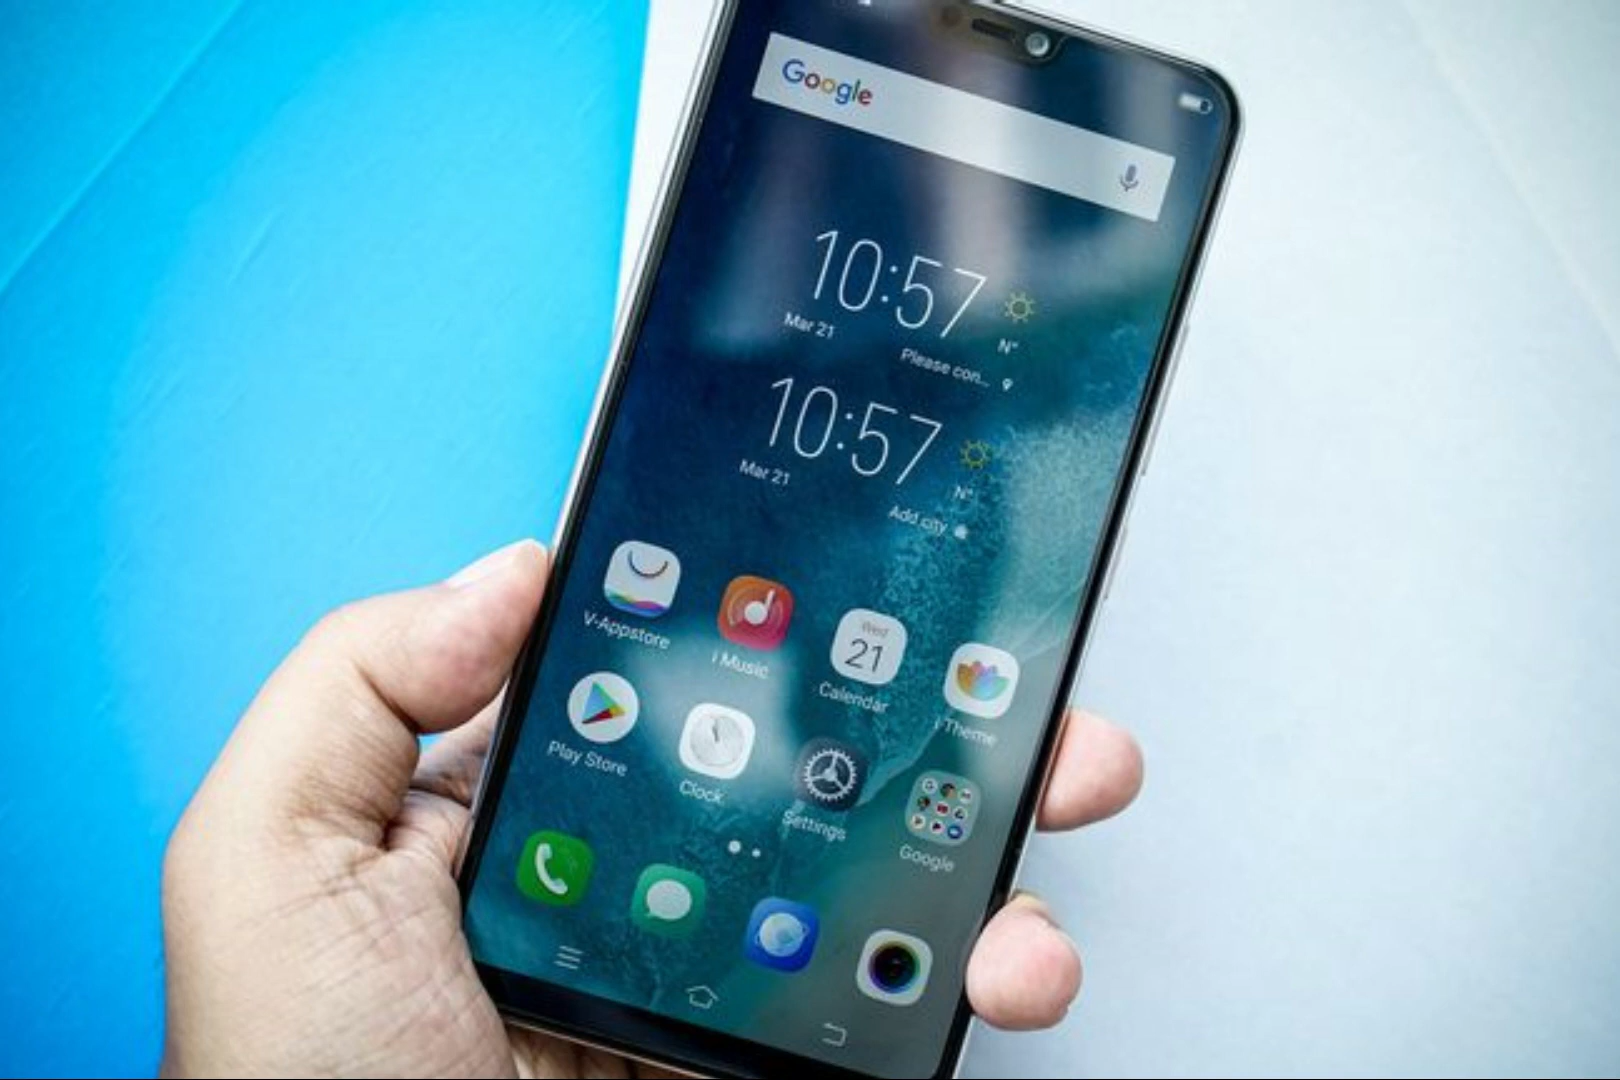 Google
10:57
N°
Mar 21
Please con...
10:57
N°
Mar 21
Add city
V-Appstore
i Music
Wed
21
Calendar
i Theme
Play Store
Clock
Settings
Google